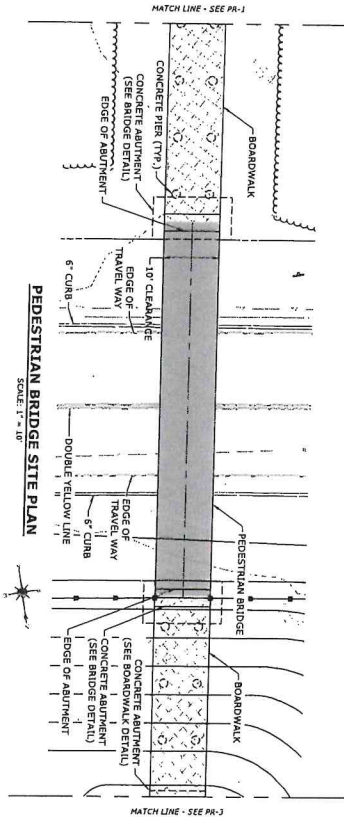 MATCH LINE - SEE PR-1
BOARDWALK
CONCRETE PIER (TYP.)
CONCRETE ABUTMENT
(SEE BRIDGE DETAIL)
EDGE OF ABUTMENT
10' CLEARANCE
EDGE OF
TRAVEL WAY
6" CURB
DOUBLE YELLOW LINE
EDGE OF
TRAVEL WAY
6" CURB
PEDESTRIAN BRIDGE
BOARDWALK
CONCRETE ABUTMENT
(SEE BOARDWALK DETAIL)
CONCRETE ABUTMENT
(SEE BRIDGE DETAIL)
EDGE OF ABUTMENT
PEDESTRIAN BRIDGE SITE PLAN
SCALE: 1" = 10'
MATCH LINE - SEE PR-3